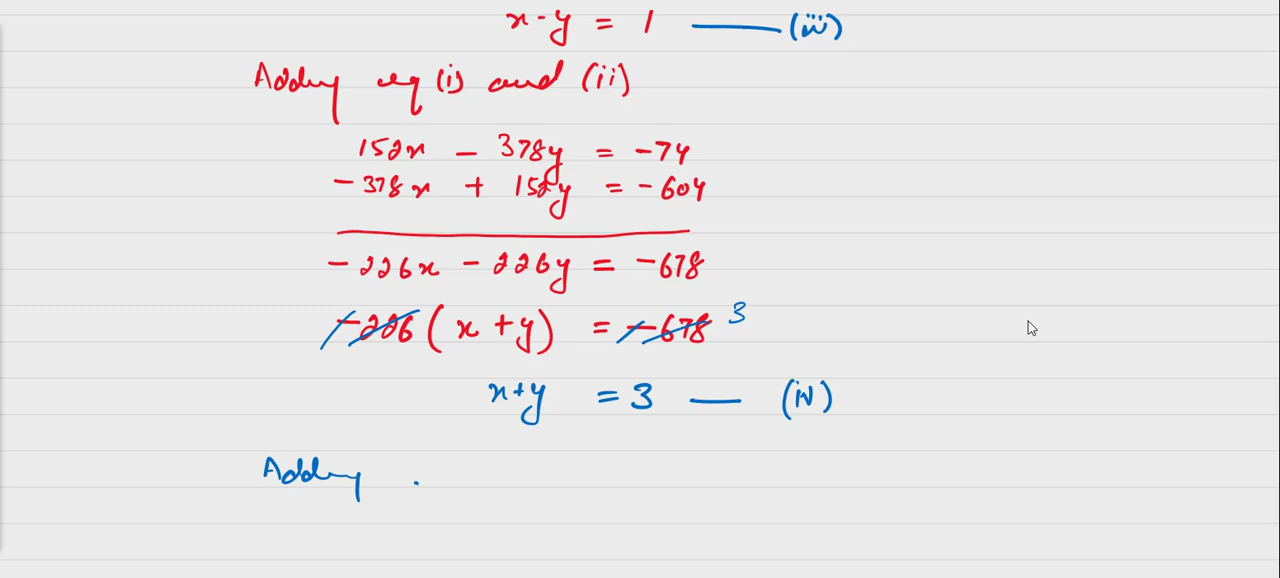 x - y = 1 —— (iii)
Adding eq (i) and (ii)
152x - 378y = -74
-378x + 152y = -604
-226x - 226y = -678
-226 (x + y) = -678 3
x + y = 3 — (iv)
Adding